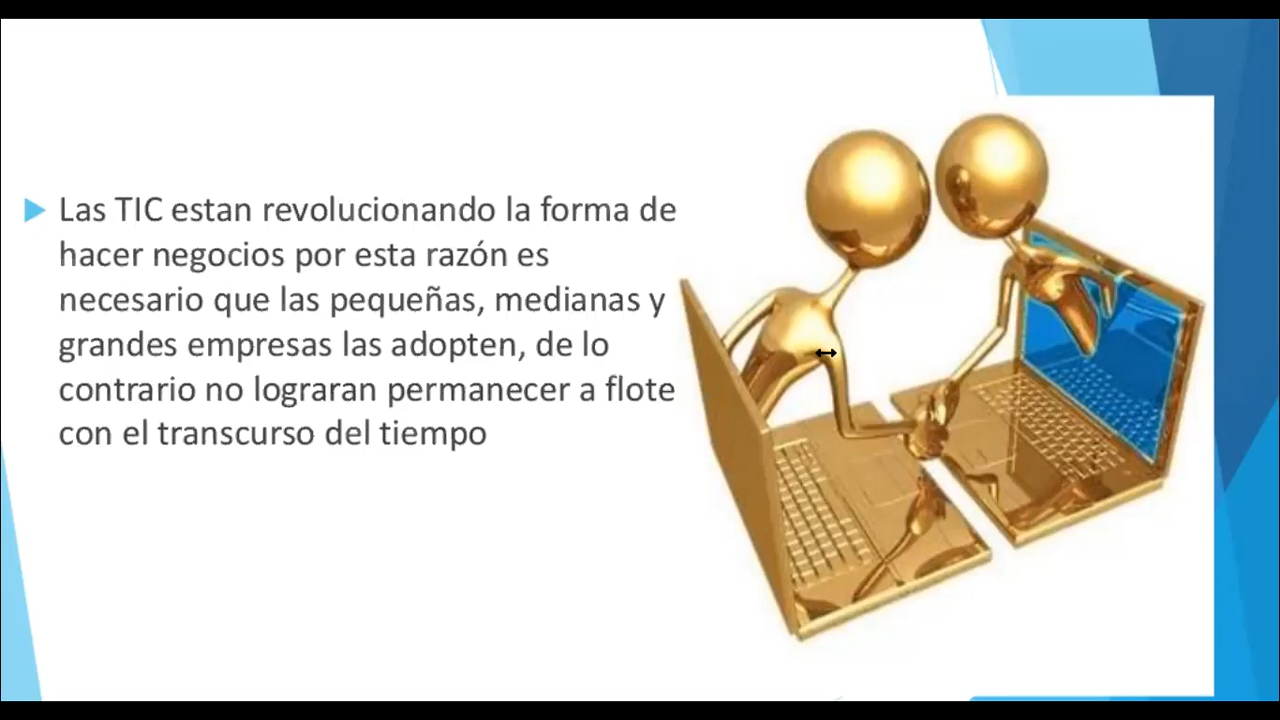 Las TIC estan revolucionando la forma de
hacer negocios por esta razón es
necesario que las pequeñas, medianas y
grandes empresas las adopten, de lo
contrario no lograran permanecer a flote
con el transcurso del tiempo